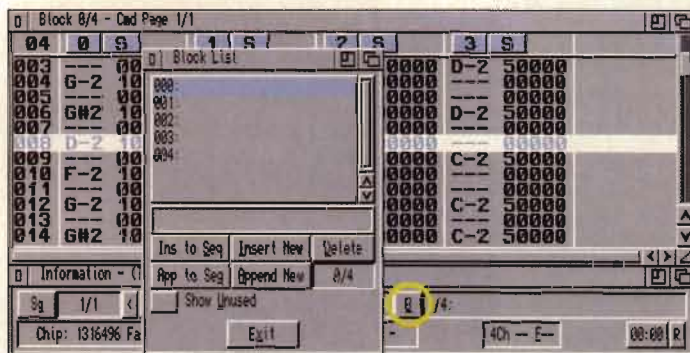 Block 0/4 - Cmd Page 1/1
04 0 S 1 S 2 S 3 S
Block List
000:
001:
002:
003:
004:
003 --- 00 0000 D-2 50000
004 G-2 10 0000 --- 00000
005 --- 00 0000 --- 00000
006 G#2 10 0000 D-2 50000
007 --- 00 0000 --- 00000
008 D-2 10 00000 --- 00000
009 --- 00 0000 C-2 50000
010 F-2 10 0000 --- 00000
011 --- 00 0000 --- 00000
012 G-2 10 0000 C-2 50000
013 --- 00 0000 --- 00000
014 G#2 10 0000 C-2 50000
Ins to Seq Insert New Delete
App to Seq Append New 0/4
Show Unused
Exit
Information - (1
Sg 1/1 < B /4:
Chip: 1316496 Fa - 4Ch -- E-- 00:00 R